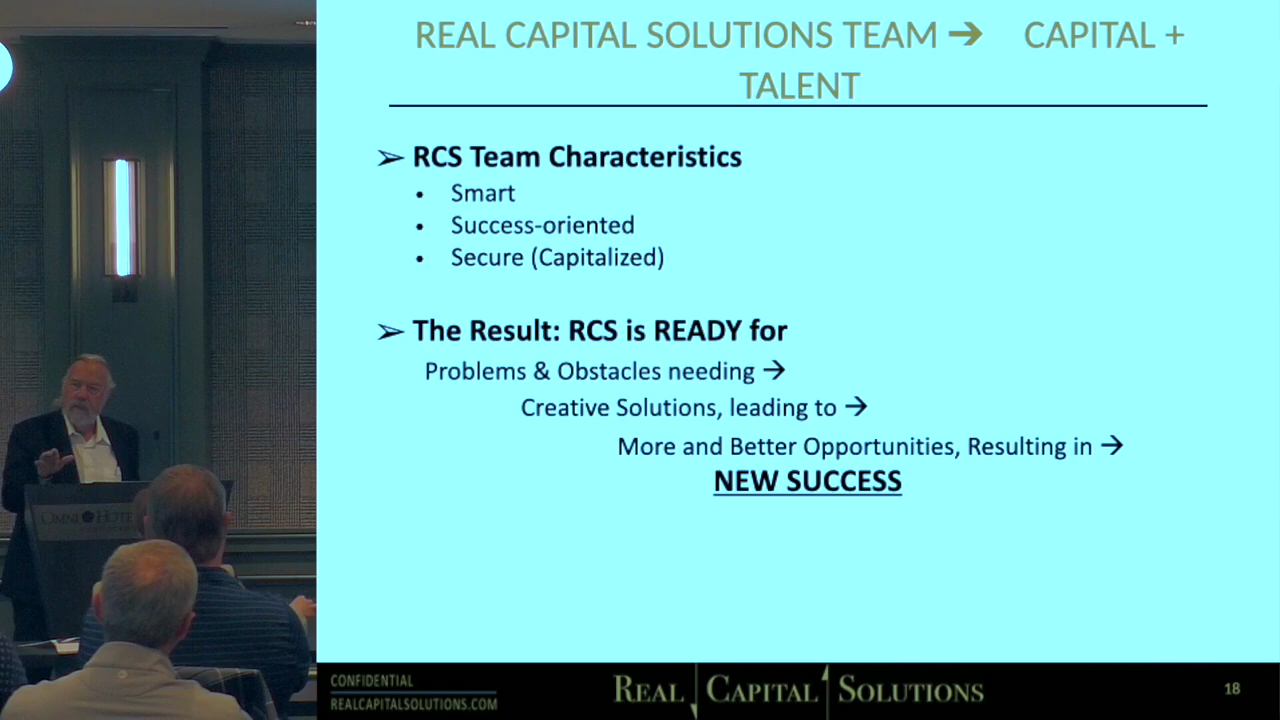 REAL CAPITAL SOLUTIONS TEAM ➔ CAPITAL +
TALENT
➢ RCS Team Characteristics
• Smart
• Success-oriented
• Secure (Capitalized)
➢ The Result: RCS is READY for
Problems & Obstacles needing →
Creative Solutions, leading to →
More and Better Opportunities, Resulting in →
NEW SUCCESS
OMNI HOTE
CONFIDENTIAL
REALCAPITALSOLUTIONS.COM
REAL CAPITAL SOLUTIONS
18